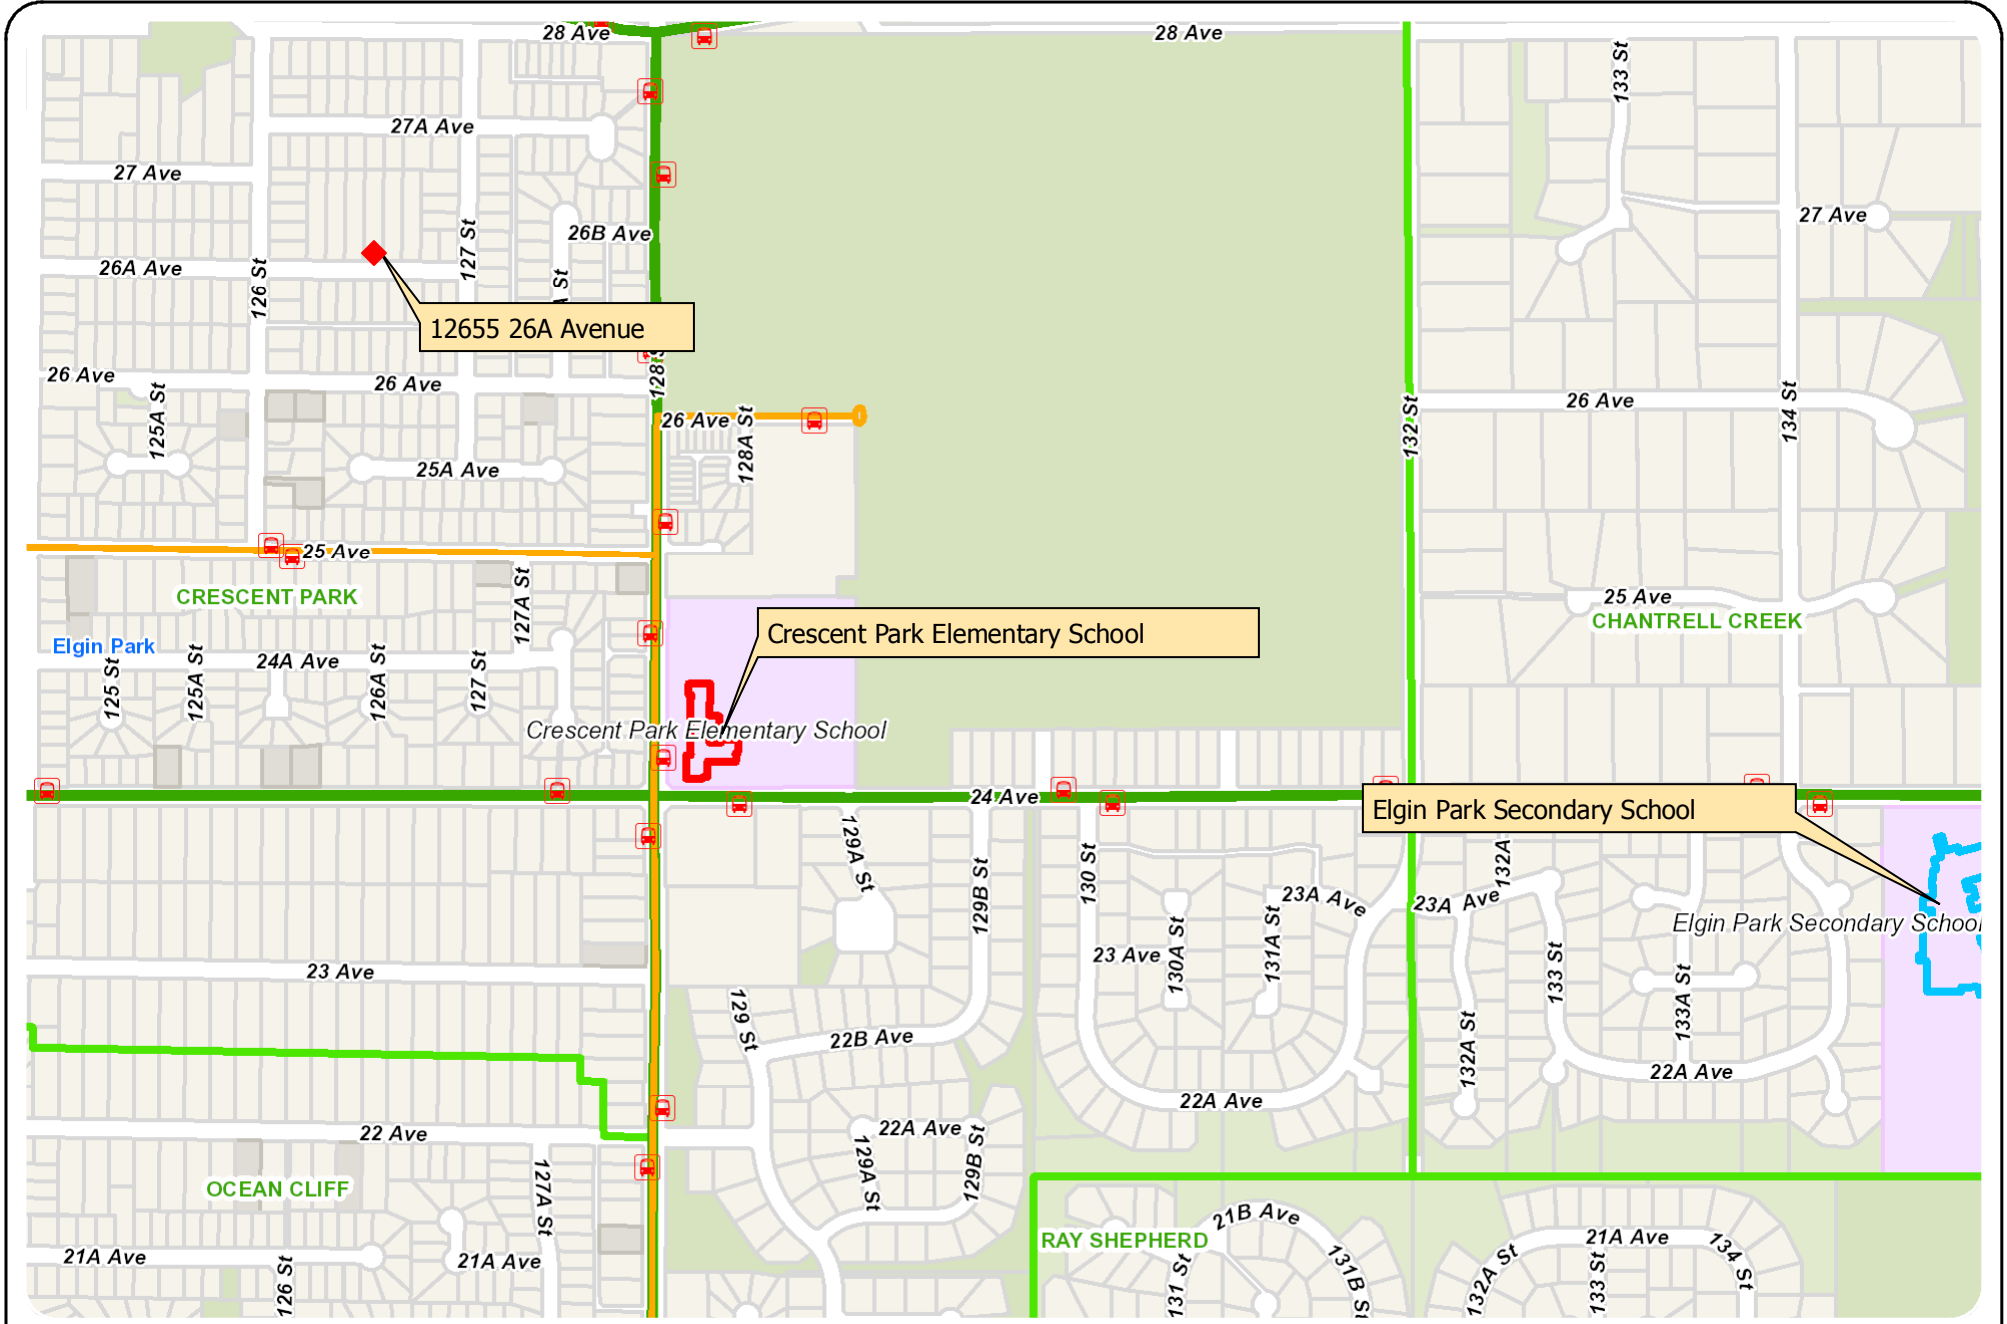 28 Ave
28 Ave
133 St
27A Ave
27 Ave
27 Ave
26B Ave
127 St
26A Ave
126 St
A St
12655 26A Avenue
128 St
26 Ave
26 Ave
125A St
26 Ave
128A St
26 Ave
132 St
134 St
25A Ave
25 Ave
CRESCENT PARK
127A St
25 Ave
CHANTRELL CREEK
Crescent Park Elementary School
Elgin Park
24A Ave
125 St
125A St
126A St
127 St
Crescent Park Elementary School
24 Ave
Elgin Park Secondary School
129A St
129B St
130 St
132A
23A Ave
23A Ave
Elgin Park Secondary School
130A St
131A St
23 Ave
133 St
23 Ave
133A St
129 St
22B Ave
132A St
22A Ave
22A Ave
22 Ave
22A Ave
129A St
129B St
OCEAN CLIFF
127A St
21B Ave
RAY SHEPHERD
21A Ave
21A Ave
21A Ave
134 St
126 St
131 St
131B St
132A St
133 St